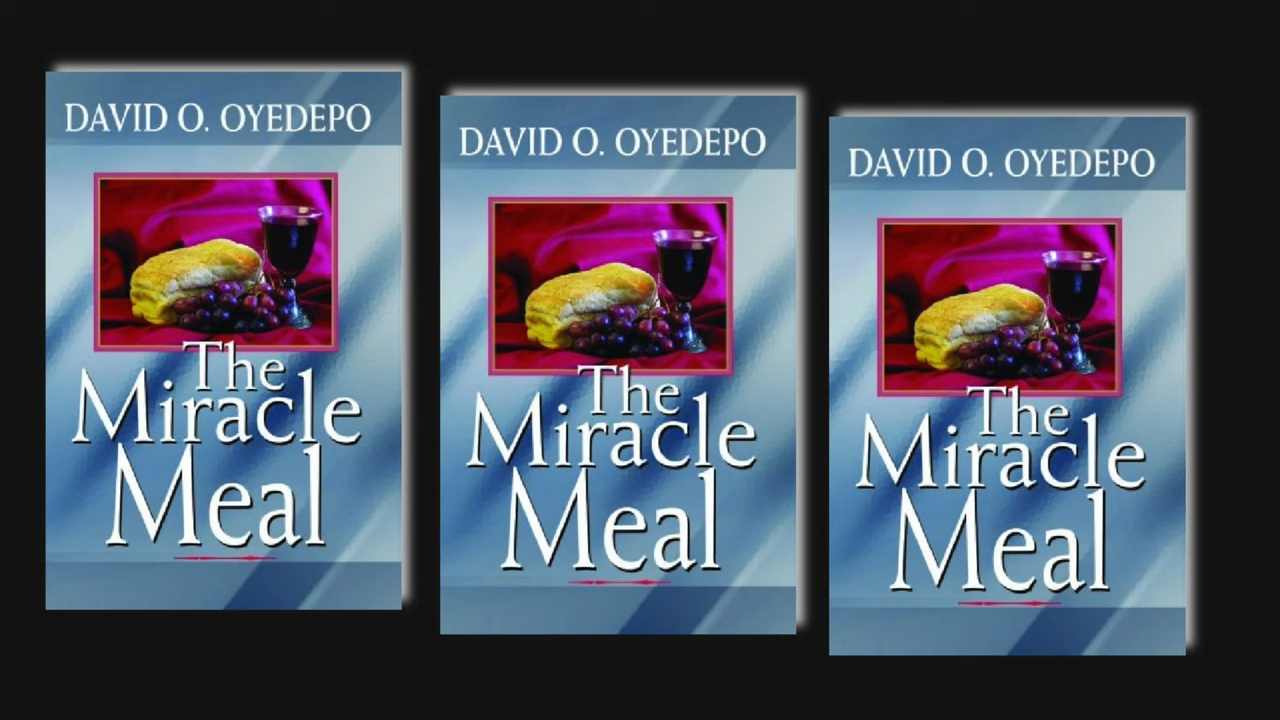 DAVID O. OYEDEPO
The
Miracle
Meal
DAVID O. OYEDEPO
The
Miracle
Meal
DAVID O. OYEDEPO
The
Miracle
Meal